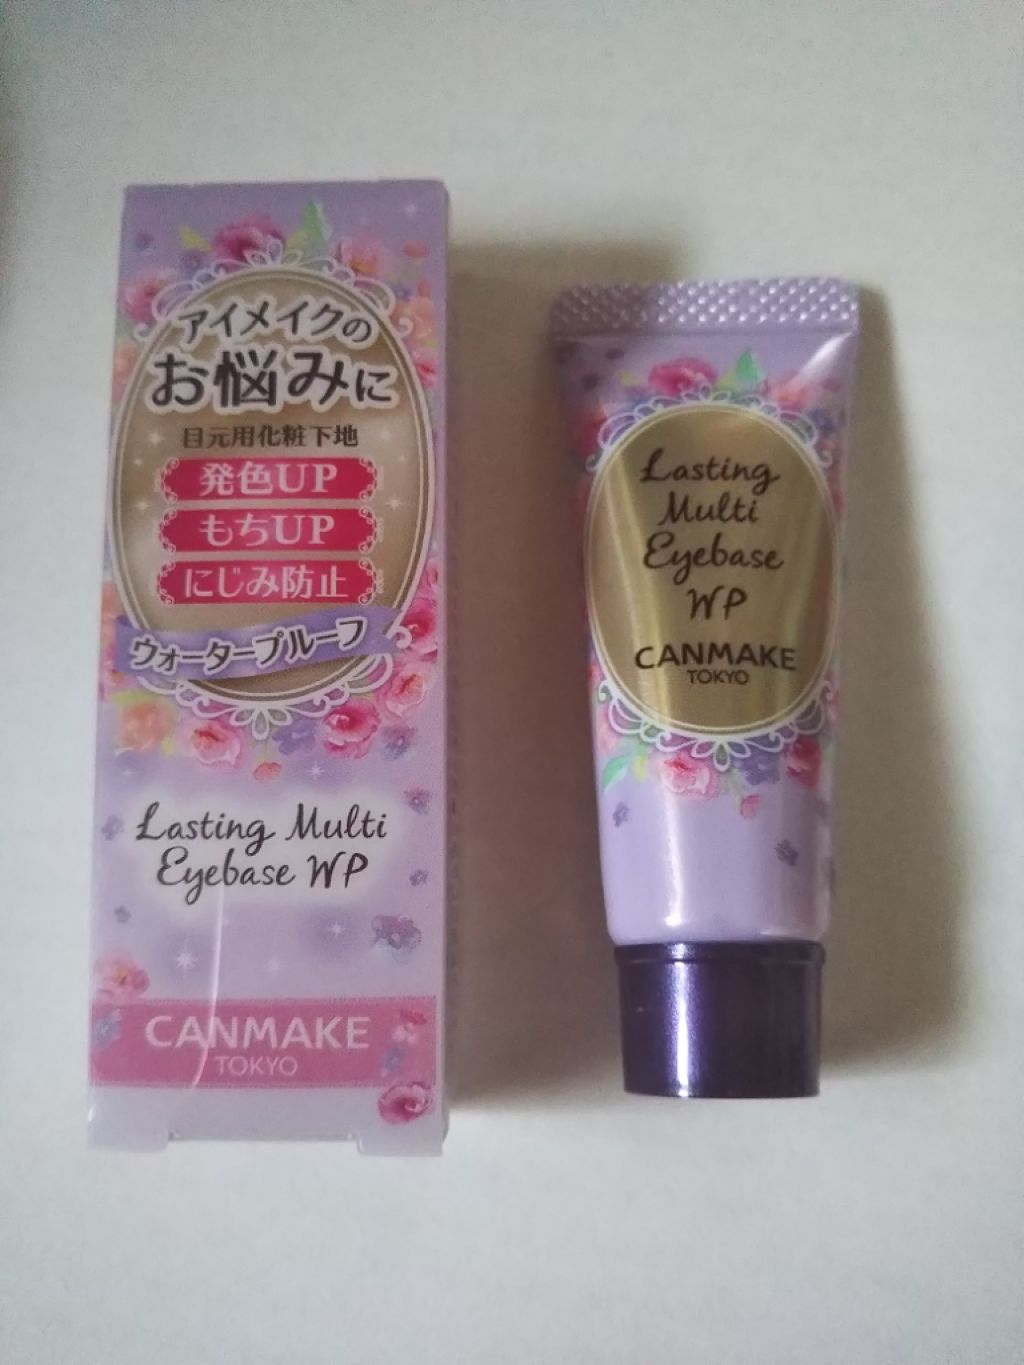 アイメイクの
お悩みに
目元用化粧下地
発色UP
もちUP
にじみ防止
ウォータープルーフ
Lasting Multi
Eyebase WP
CANMAKE
TOKYO
Lasting
Multi
Eyebase
WP
CANMAKE
TOKYO